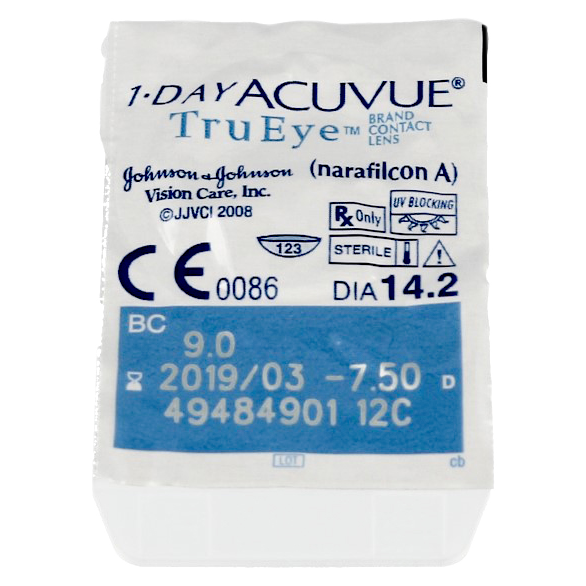 1·DAY ACUVUE®
TruEye™ BRAND CONTACT LENS
Johnson & Johnson (narafilcon A)
Vision Care, Inc.
©JJVCI 2008
Rx Only
UV BLOCKING
123
STERILE
CE 0086
DIA 14.2
BC
9.0
2019/03 -7.50 D
49484901 12C
LOT
cb